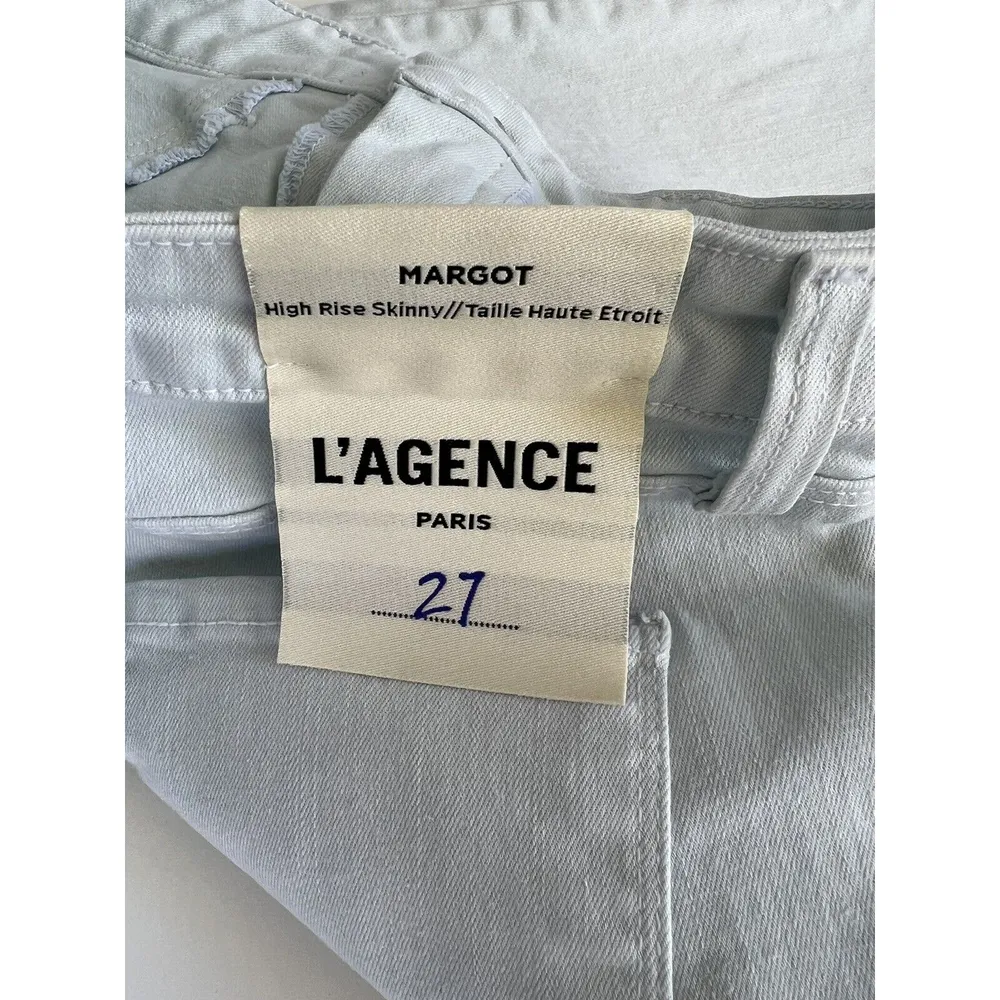 MARGOT
High Rise Skinny//Taille Haute Etroit
L'AGENCE
PARIS
27